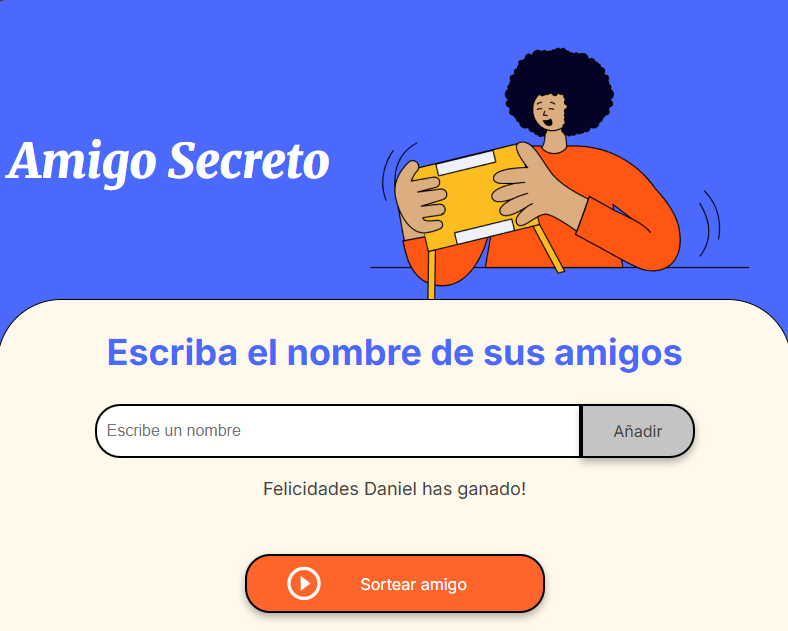 Amigo Secreto
Escriba el nombre de sus amigos
Escribe un nombre
Añadir
Felicidades Daniel has ganado!
Sortear amigo